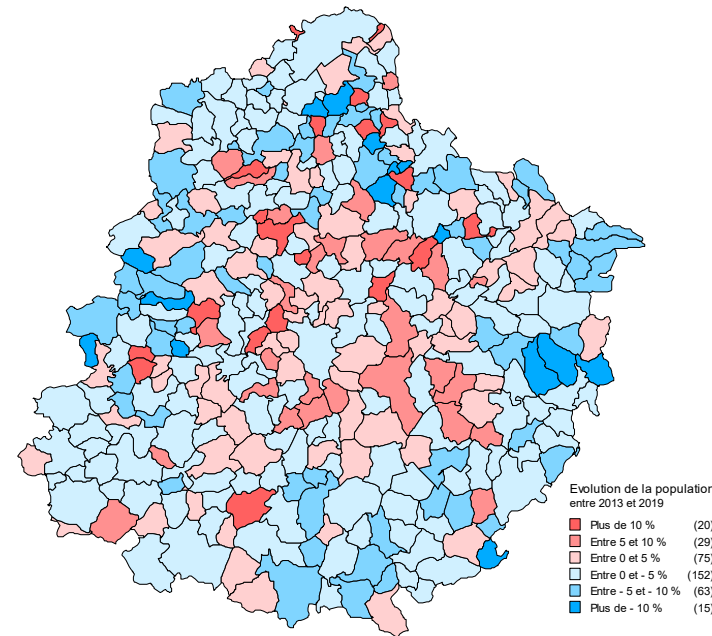 Evolution de la population
entre 2013 et 2019
Plus de 10 % (20)
Entre 5 et 10 % (29)
Entre 0 et 5 % (75)
Entre 0 et - 5 % (152)
Entre - 5 et - 10 % (63)
Plus de - 10 % (15)